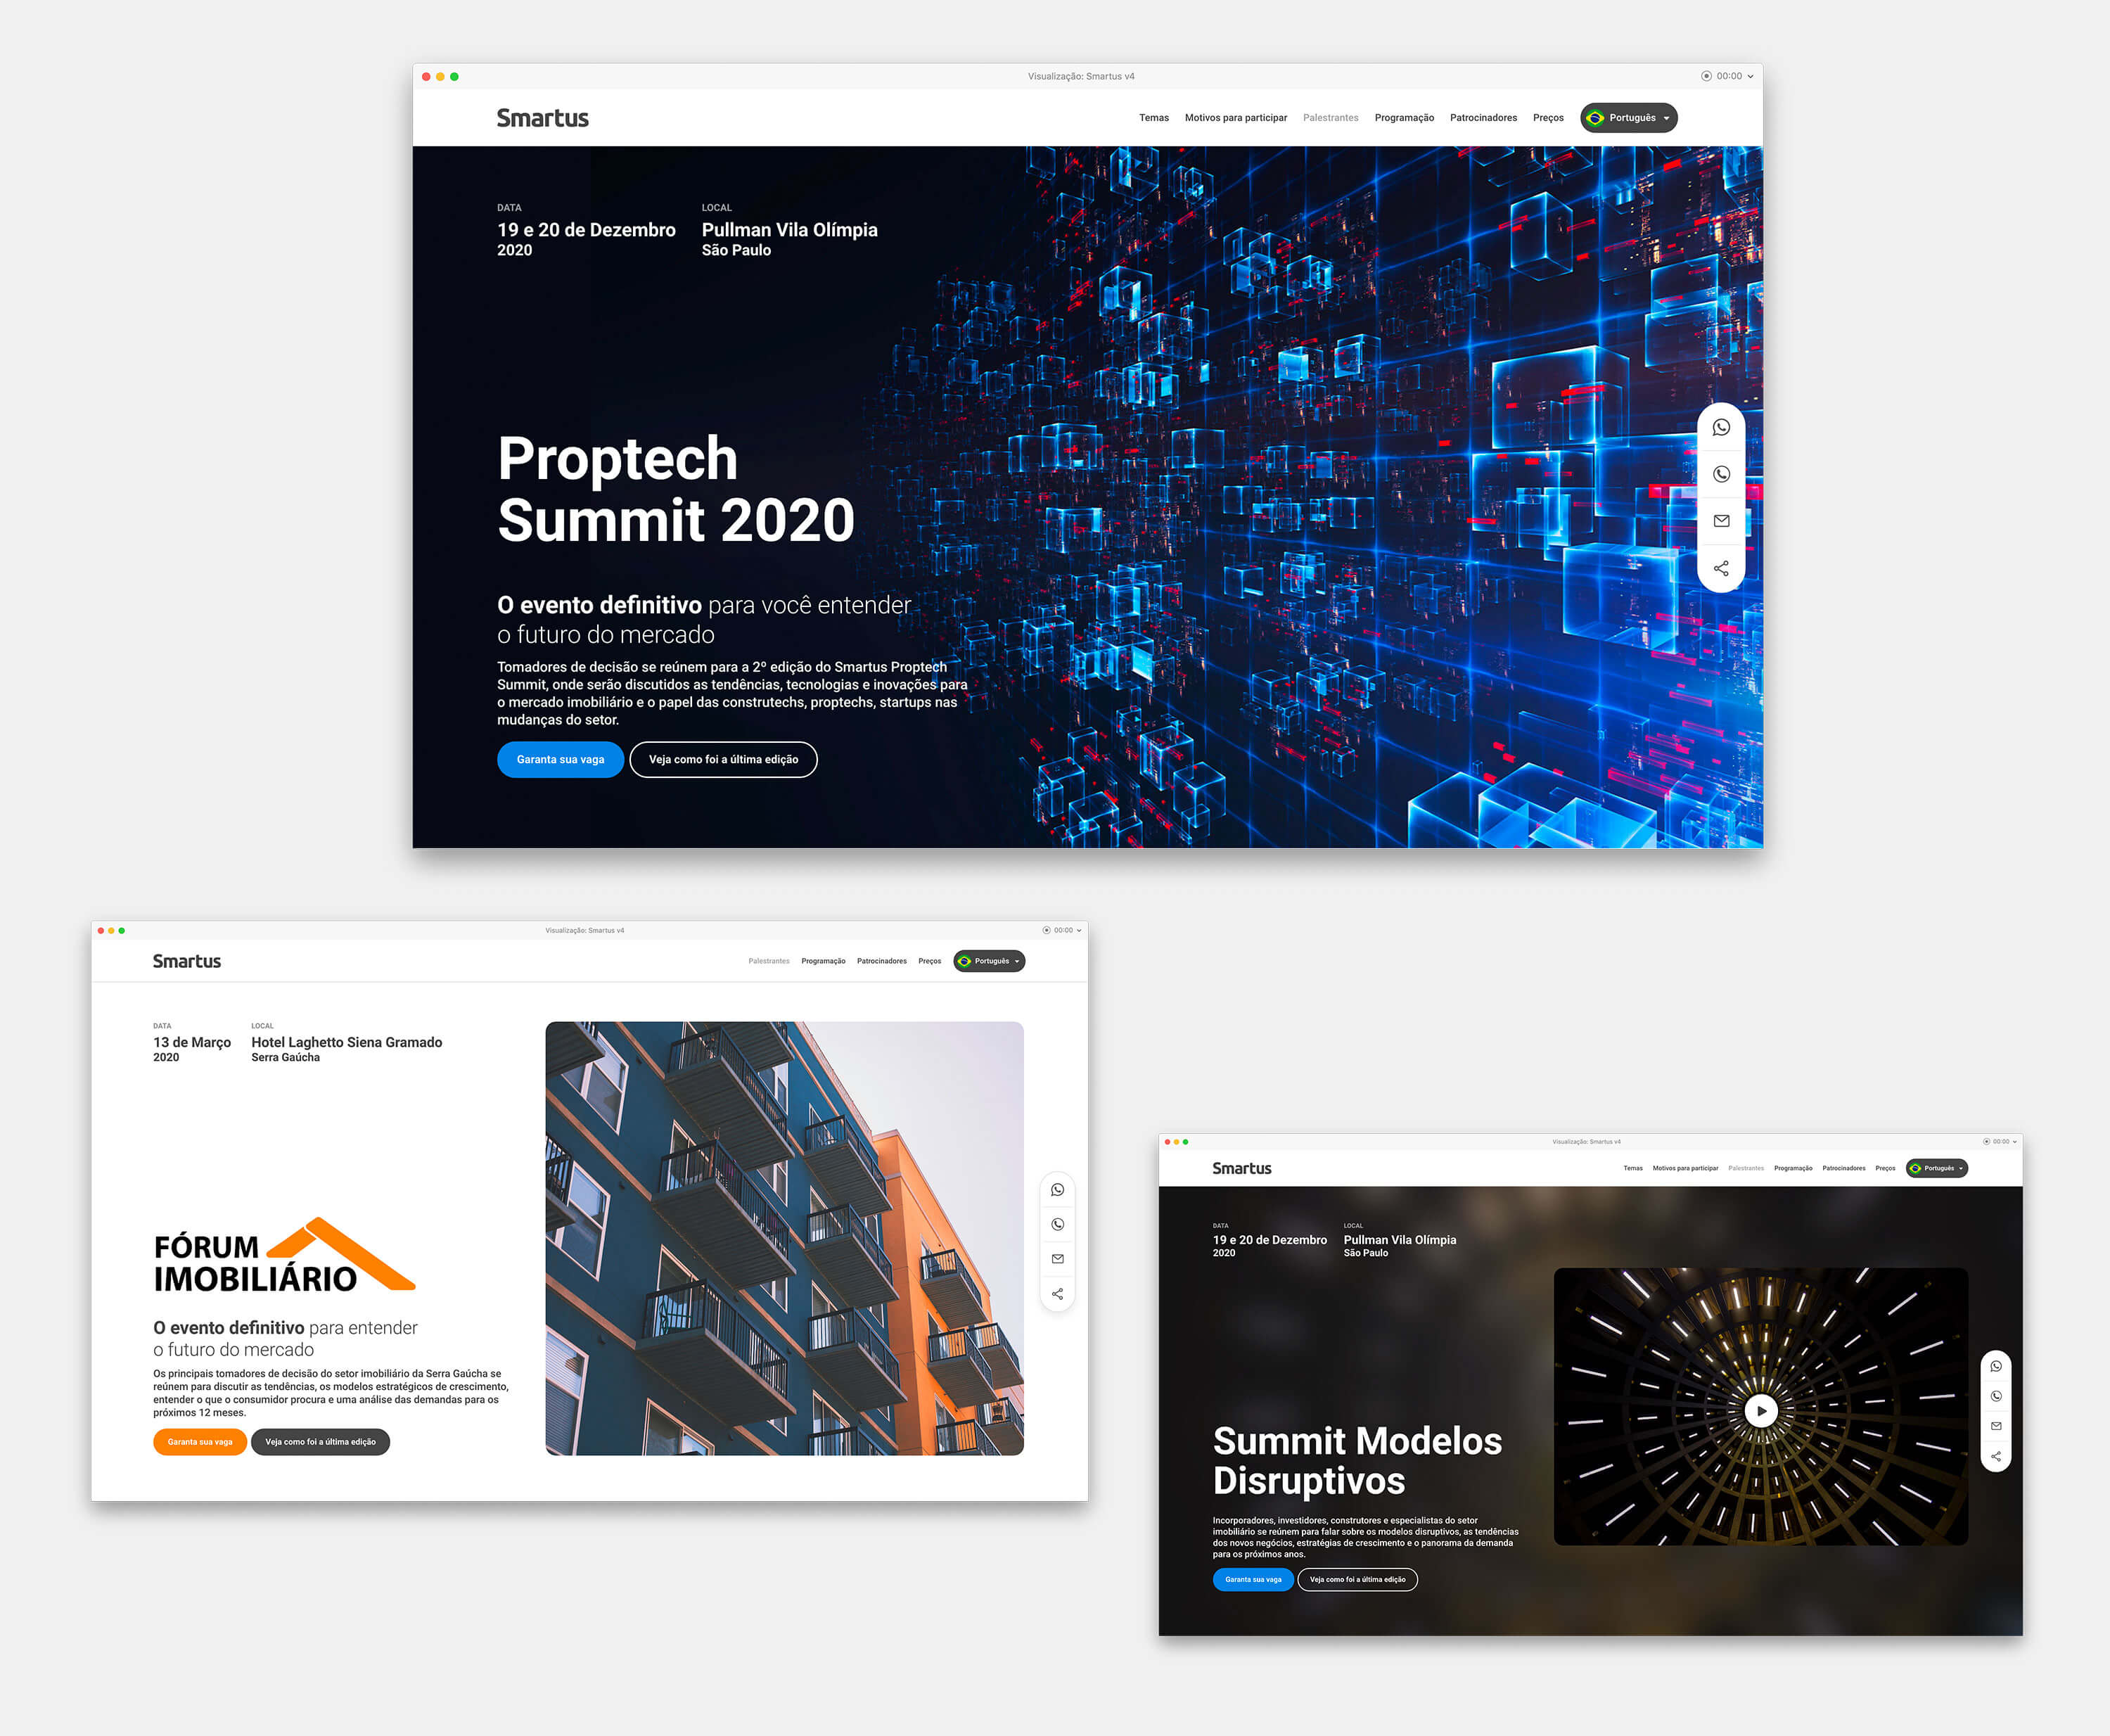 Visualização: Smartus v4
00:00
Smartus
Temas Motivos para participar Palestrantes Programação Patrocinadores Preços Português
DATA
19 e 20 de Dezembro
2020
LOCAL
Pullman Vila Olímpia
São Paulo
Proptech
Summit 2020
O evento definitivo para você entender
o futuro do mercado
Tomadores de decisão se reúnem para a 2º edição do Smartus Proptech
Summit, onde serão discutidos as tendências, tecnologias e inovações para
o mercado imobiliário e o papel das construtechs, proptechs, startups nas
mudanças do setor.
Garanta sua vaga
Veja como foi a última edição
Visualização: Smartus v4
00:00
Smartus
Palestrantes Programação Patrocinadores Preços Português
DATA
13 de Março
2020
LOCAL
Hotel Laghetto Siena Gramado
Serra Gaúcha
FÓRUM
IMOBILIÁRIO
O evento definitivo para entender
o futuro do mercado
Os principais tomadores de decisão do setor imobiliário da Serra Gaúcha se
reúnem para discutir as tendências, os modelos estratégicos de crescimento,
entender o que o consumidor procura e uma análise das demandas para os
próximos 12 meses.
Garanta sua vaga
Veja como foi a última edição
Visualização: Smartus v4
00:00
Smartus
Temas Motivos para participar Palestrantes Programação Patrocinadores Preços Português
DATA
19 e 20 de Dezembro
2020
LOCAL
Pullman Vila Olímpia
São Paulo
Summit Modelos
Disruptivos
Incorporadores, investidores, construtores e especialistas do setor
imobiliário se reúnem para falar sobre os modelos disruptivos, as tendências
dos novos negócios, estratégias de crescimento e o panorama da demanda
para os próximos anos.
Garanta sua vaga
Veja como foi a última edição